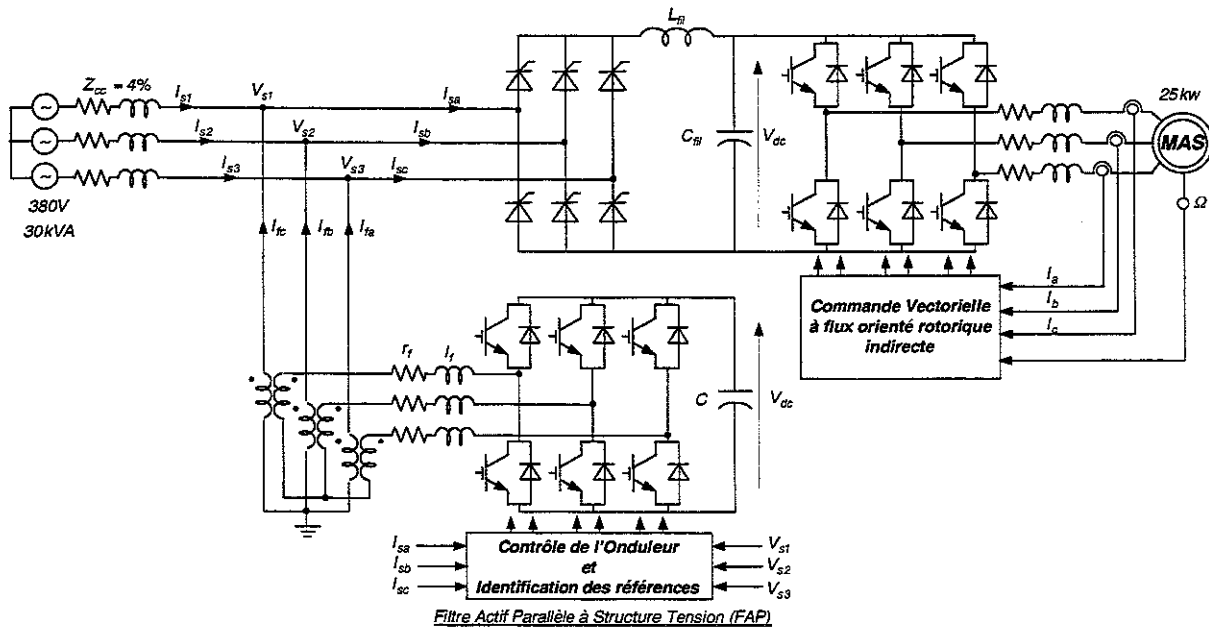 L_fil
Z_cc = 4%
I_s1
V_s1
I_sa
I_s2
V_s2
I_sb
I_s3
V_s3
I_sc
380V
30kVA
C_fil
V_dc
25kw
MAS
Ω
I_fc
I_fb
I_fa
Commande Vectorielle
à flux orienté rotorique
indirecte
I_a
I_b
I_c
r_f
l_f
C
V_dc
I_sa
I_sb
I_sc
Contrôle de l'Onduleur
et
Identification des références
V_s1
V_s2
V_s3
Filtre Actif Parallèle à Structure Tension (FAP)